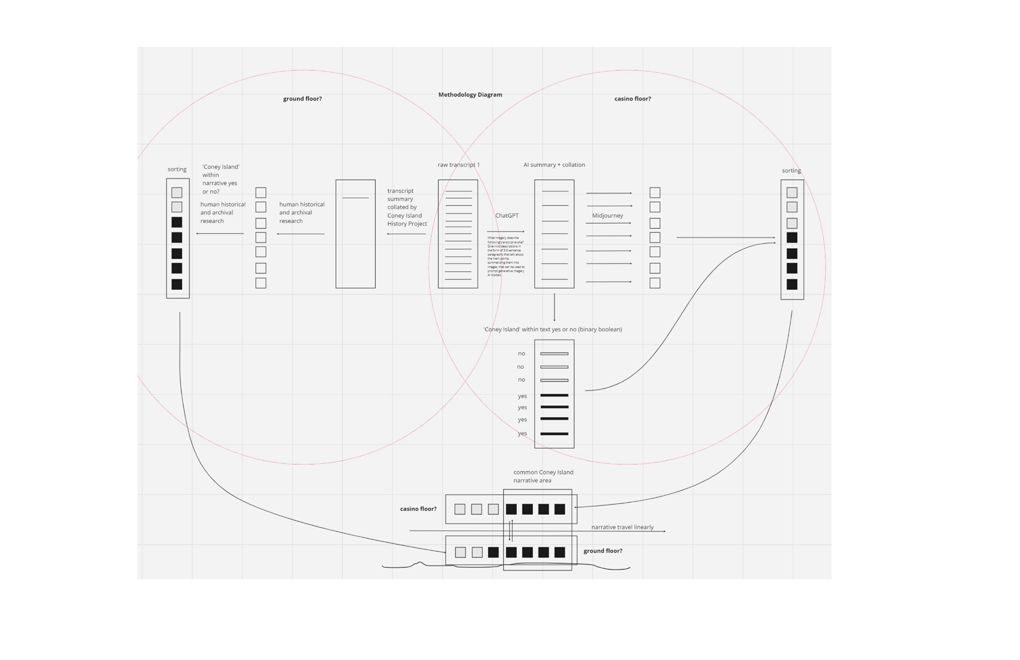 Methodology Diagram
ground floor?
casino floor?
sorting
'Coney Island'
within
narrative yes
or no?
human historical
and archival
research
human historical
and archival
research
transcript
summary
collated by
Coney Island
History Project
raw transcript 1
ChatGPT
AI summary + collation
Midjourney
sorting
'Coney Island' within text yes or no (binary boolean)
no
no
no
yes
yes
yes
yes
common Coney Island
narrative area
casino floor?
narrative travel linearly
ground floor?